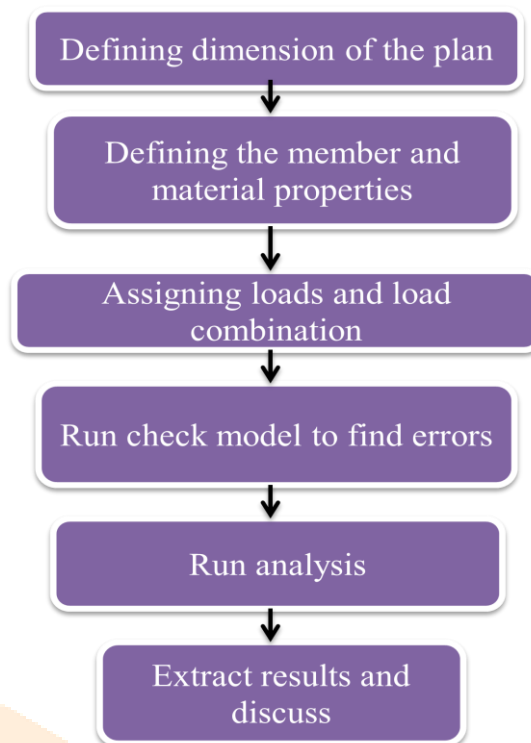 Defining dimension of the plan
Defining the member and
material properties
Assigning loads and load
combination
Run check model to find errors
Run analysis
Extract results and
discuss